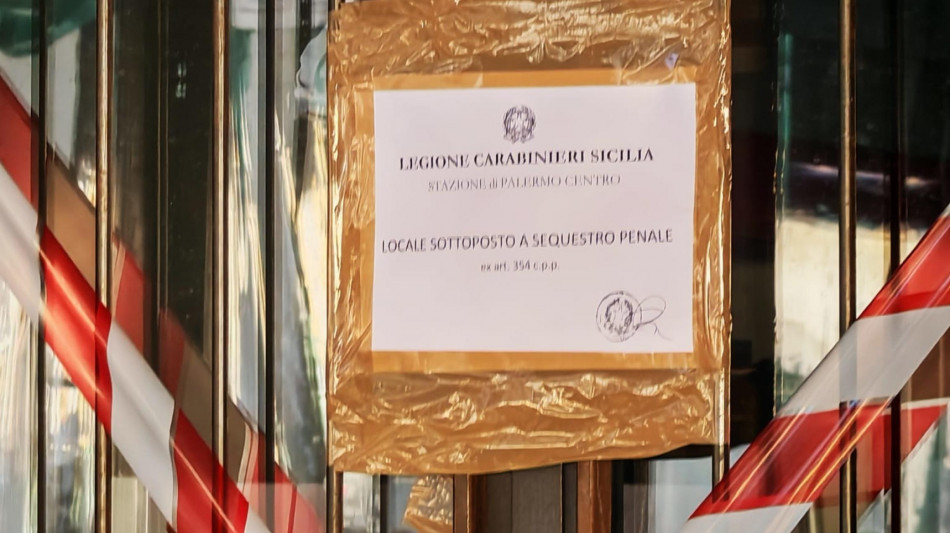 LEGIONE CARABINIERI SICILIA
STAZIONE di PALERMO CENTRO
LOCALE SOTTOPOSTO A SEQUESTRO PENALE
ex art. 354 c.p.p.